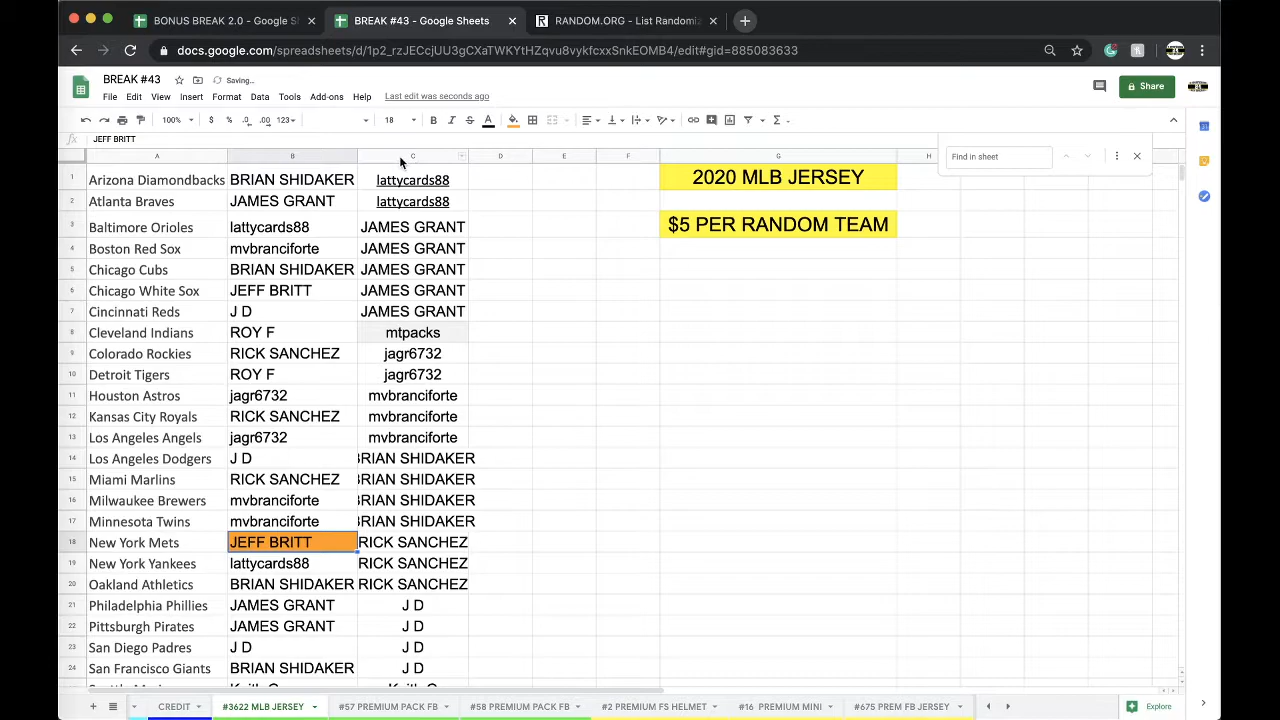 BONUS BREAK 2.0 - Google S
BREAK #43 - Google Sheets
RANDOM.ORG - List Randomi
docs.google.com/spreadsheets/d/1p2_rzJECcjUU3gCXaTWKYtHZqvu8vykfcxxSnkEOMB4/edit#gid=885083633
BREAK #43 Saving…
File Edit View Insert Format Data Tools Add-ons Help Last edit was seconds ago
Share
100% $ % .0 .00 123 18 B I S A
fx JEFF BRITT
Find in sheet
A B C D E F G H
1 Arizona Diamondbacks BRIAN SHIDAKER lattycards88 2020 MLB JERSEY
2 Atlanta Braves JAMES GRANT lattycards88
3 Baltimore Orioles lattycards88 JAMES GRANT $5 PER RANDOM TEAM
4 Boston Red Sox mvbranciforte JAMES GRANT
5 Chicago Cubs BRIAN SHIDAKER JAMES GRANT
6 Chicago White Sox JEFF BRITT JAMES GRANT
7 Cincinnati Reds J D JAMES GRANT
8 Cleveland Indians ROY F mtpacks
9 Colorado Rockies RICK SANCHEZ jagr6732
10 Detroit Tigers ROY F jagr6732
11 Houston Astros jagr6732 mvbranciforte
12 Kansas City Royals RICK SANCHEZ mvbranciforte
13 Los Angeles Angels jagr6732 mvbranciforte
14 Los Angeles Dodgers J D BRIAN SHIDAKER
15 Miami Marlins RICK SANCHEZ BRIAN SHIDAKER
16 Milwaukee Brewers mvbranciforte BRIAN SHIDAKER
17 Minnesota Twins mvbranciforte BRIAN SHIDAKER
18 New York Mets JEFF BRITT RICK SANCHEZ
19 New York Yankees lattycards88 RICK SANCHEZ
20 Oakland Athletics BRIAN SHIDAKER RICK SANCHEZ
21 Philadelphia Phillies JAMES GRANT J D
22 Pittsburgh Pirates JAMES GRANT J D
23 San Diego Padres J D J D
24 San Francisco Giants BRIAN SHIDAKER J D
CREDIT #3622 MLB JERSEY #57 PREMIUM PACK FB #58 PREMIUM PACK FB #2 PREMIUM FS HELMET #16 PREMIUM MINI #675 PREM FB JERSEY Explore